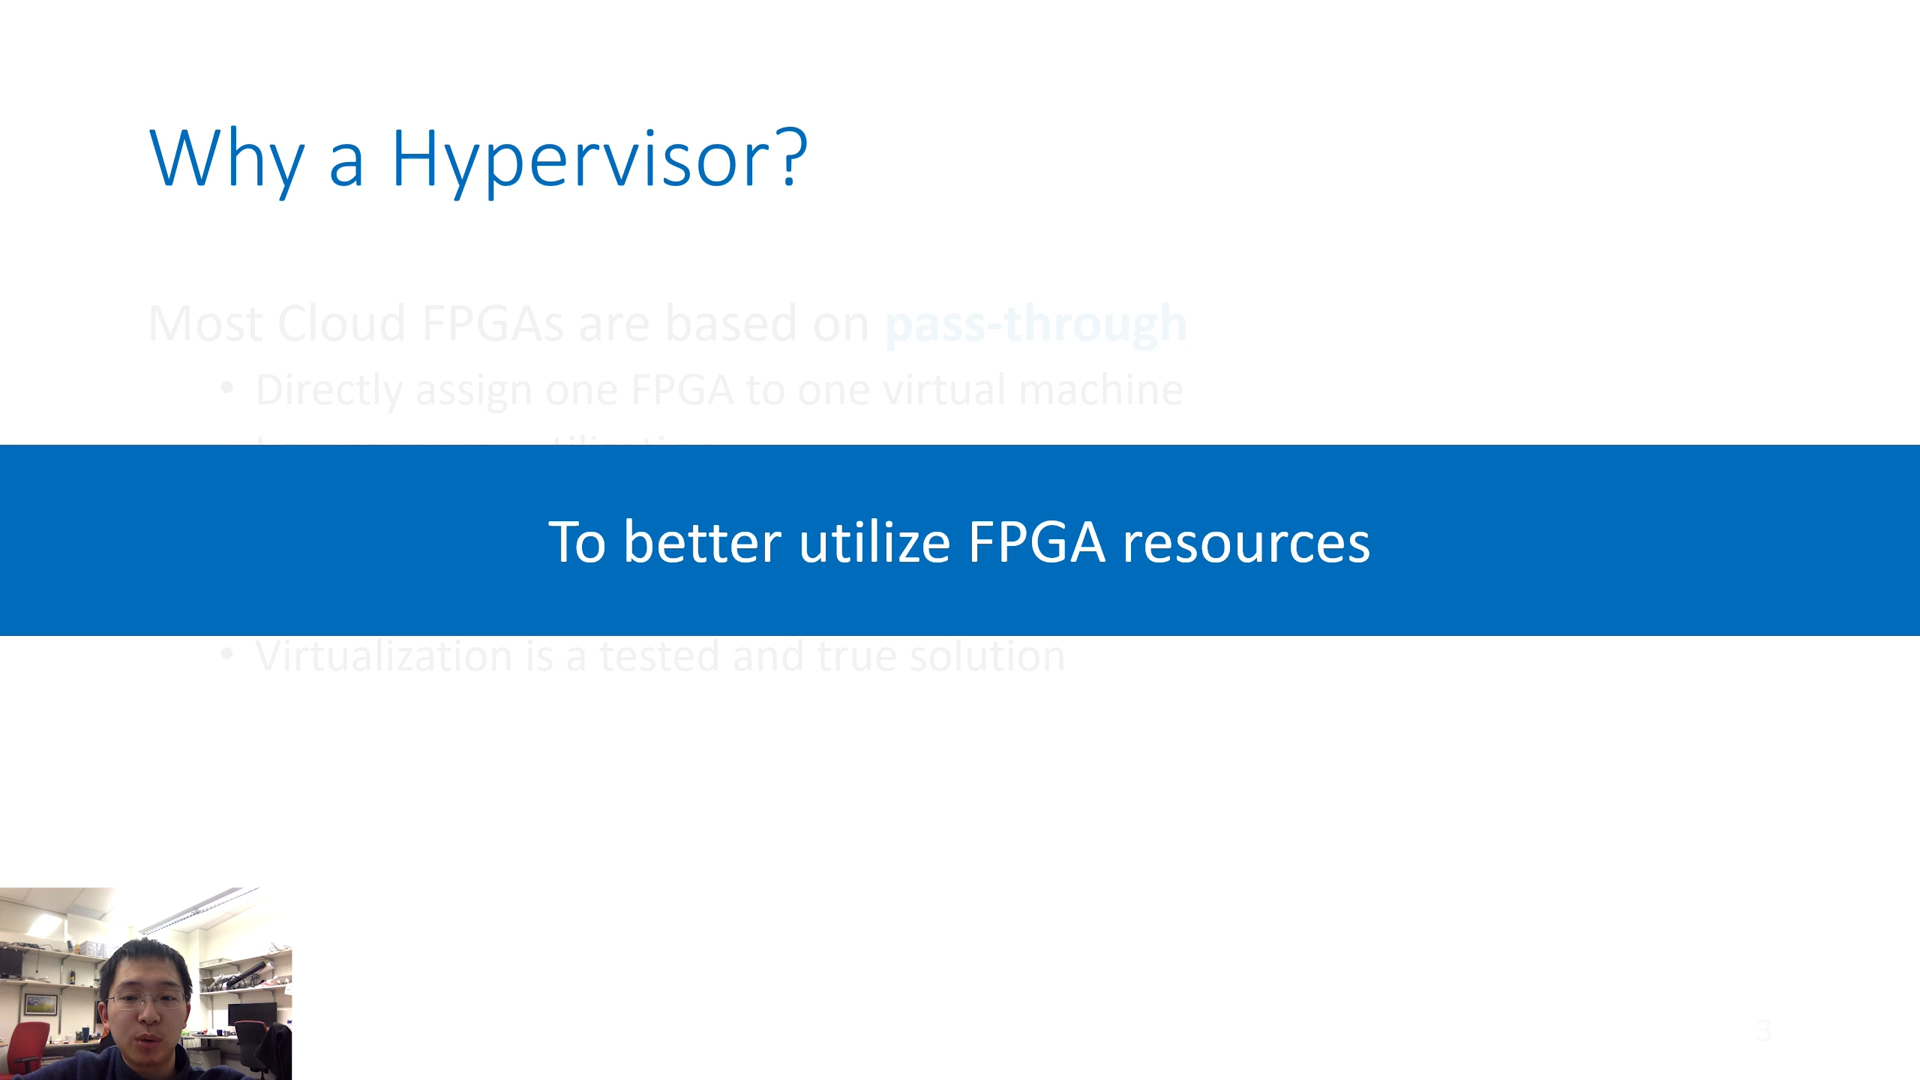 Why a Hypervisor?
Most Cloud FPGAs are based on pass-through
• Directly assign one FPGA to one virtual machine
To better utilize FPGA resources
• Virtualization is a tested and true solution
3